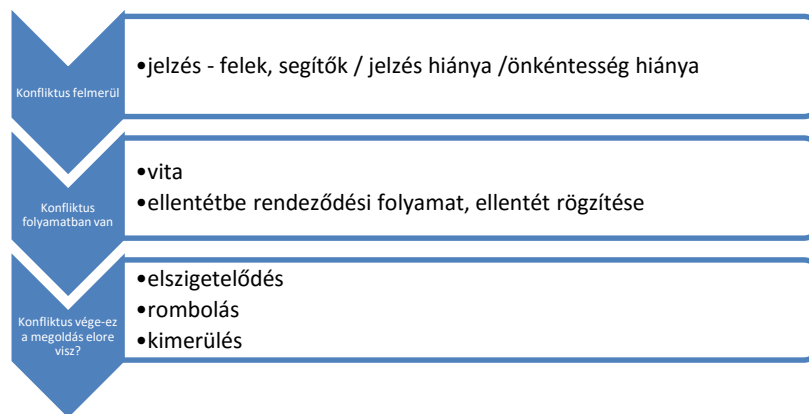 Konfliktus felmerül
•jelzés - felek, segítők / jelzés hiánya /önkéntesség hiánya
Konfliktus
folyamatban van
•vita
•ellentétbe rendeződési folyamat, ellentét rögzítése
Konfliktus vége-ez
a megoldás elore
visz?
•elszigetelődés
•rombolás
•kimerülés